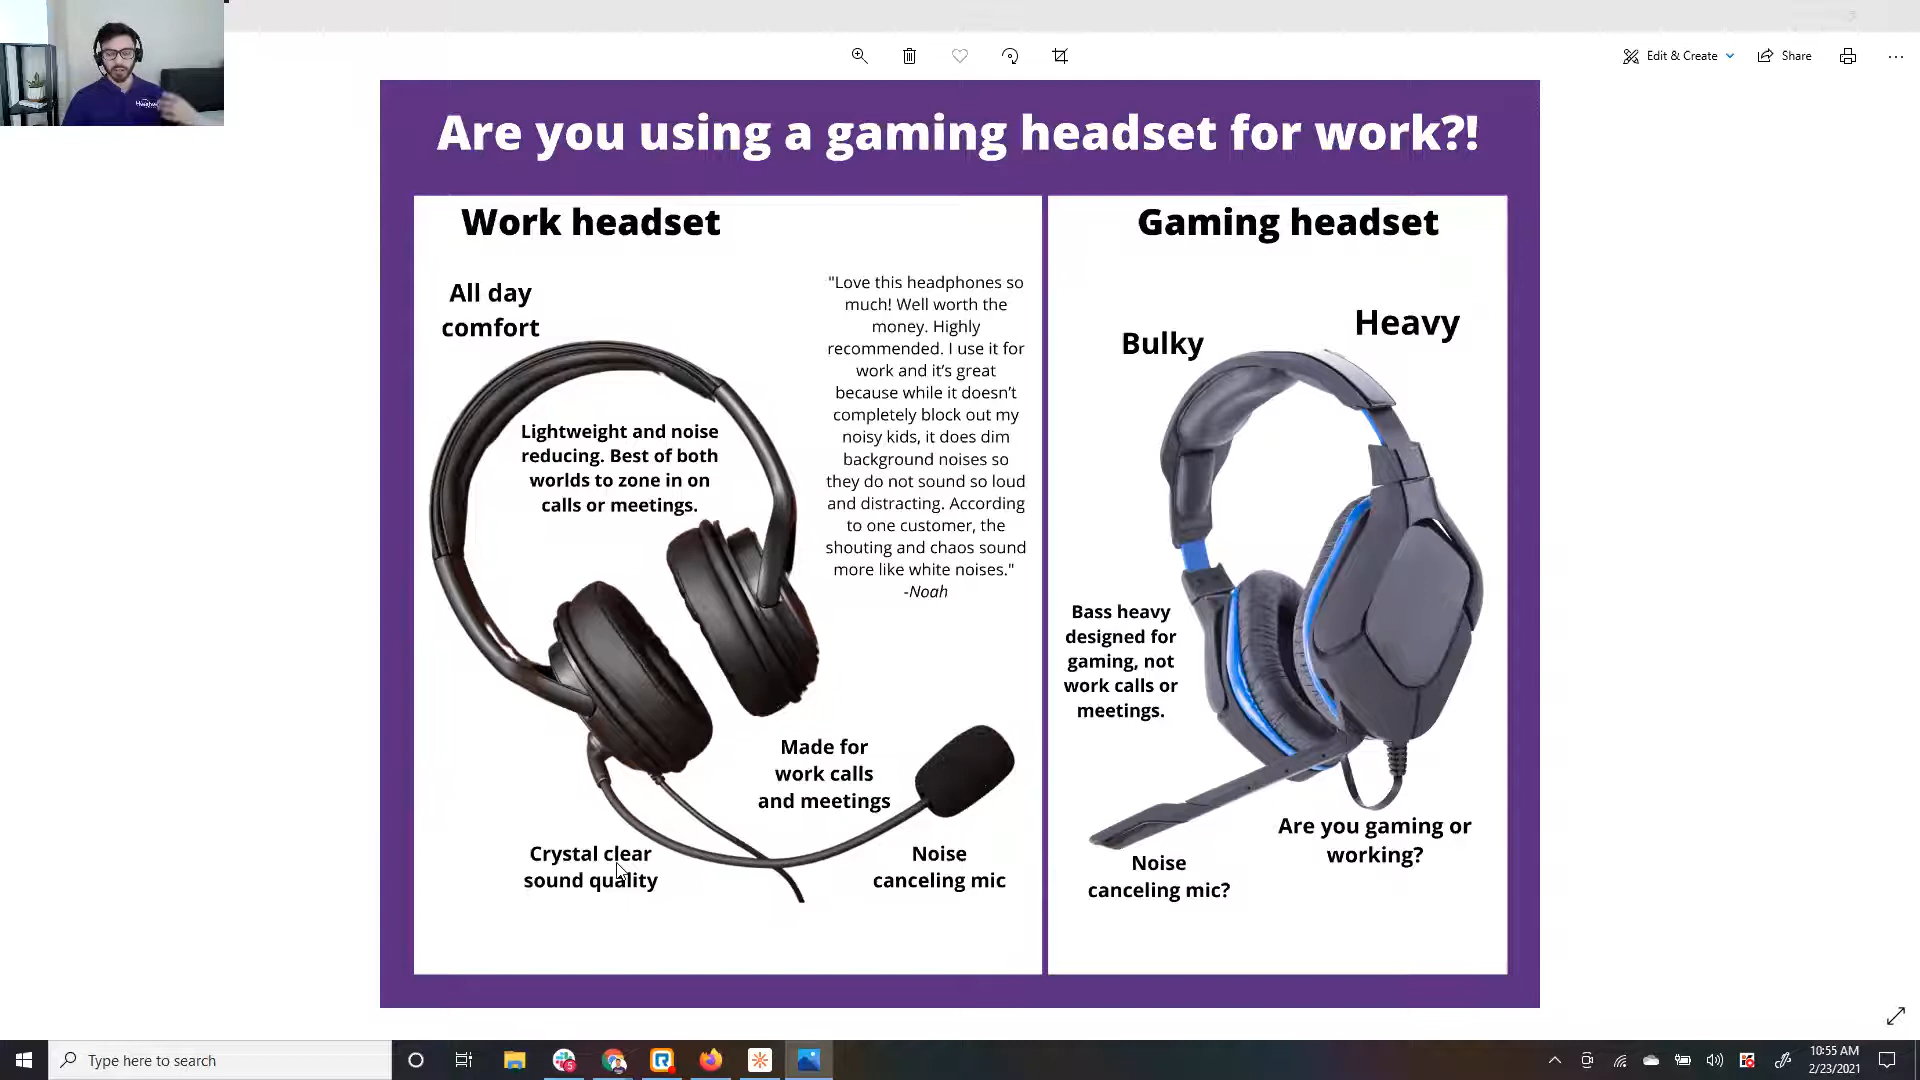 Edit & Create
Share
Are you using a gaming headset for work?!
Work headset
All day
comfort
Lightweight and noise
reducing. Best of both
worlds to zone in on
calls or meetings.
"Love this headphones so
much! Well worth the
money. Highly
recommended. I use it for
work and it's great
because while it doesn't
completely block out my
noisy kids, it does dim
background noises so
they do not sound so loud
and distracting. According
to one customer, the
shouting and chaos sound
more like white noises."
-Noah
Made for
work calls
and meetings
Crystal clear
sound quality
Noise
canceling mic
Gaming headset
Bulky
Heavy
Bass heavy
designed for
gaming, not
work calls or
meetings.
Are you gaming or
working?
Noise
canceling mic?
Type here to search
10:55 AM
2/23/2021